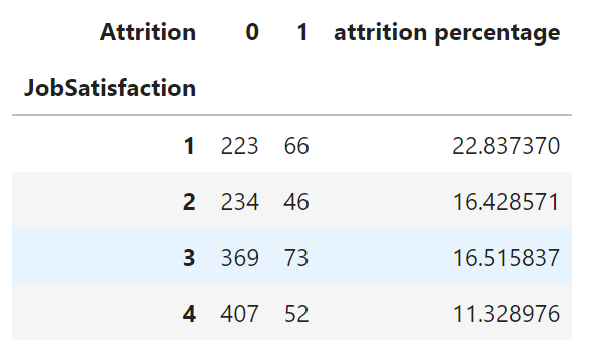 Attrition 0 1 attrition percentage
JobSatisfaction
1 223 66 22.837370
2 234 46 16.428571
3 369 73 16.515837
4 407 52 11.328976